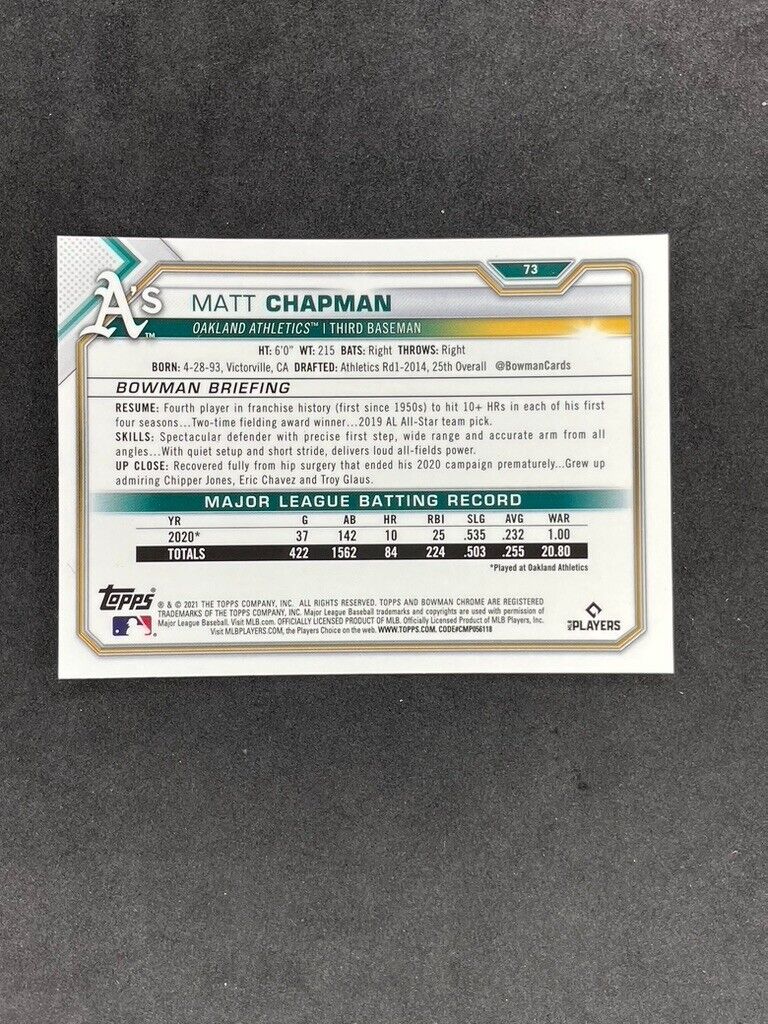 73
A's
™
MATT CHAPMAN
OAKLAND ATHLETICS™ | THIRD BASEMAN
HT: 6'0" WT: 215 BATS: Right THROWS: Right
BORN: 4-28-93, Victorville, CA DRAFTED: Athletics Rd1-2014, 25th Overall @BowmanCards
BOWMAN BRIEFING
RESUME: Fourth player in franchise history (first since 1950s) to hit 10+ HRs in each of his first
four seasons...Two-time fielding award winner...2019 AL All-Star team pick.
SKILLS: Spectacular defender with precise first step, wide range and accurate arm from all
angles...With quiet setup and short stride, delivers loud all-fields power.
UP CLOSE: Recovered fully from hip surgery that ended his 2020 campaign prematurely...Grew up
admiring Chipper Jones, Eric Chavez and Troy Glaus.
MAJOR LEAGUE BATTING RECORD
YR G AB HR RBI SLG AVG WAR
2020* 37 142 10 25 .535 .232 1.00
TOTALS 422 1562 84 224 .503 .255 20.80
*Played at Oakland Athletics
Topps
® & © 2021 THE TOPPS COMPANY, INC. ALL RIGHTS RESERVED. TOPPS AND BOWMAN CHROME ARE REGISTERED
TRADEMARKS OF THE TOPPS COMPANY, INC. Major League Baseball trademarks and copyrights are used with permission of
Major League Baseball. Visit MLB.com. OFFICIALLY LICENSED PRODUCT OF MLB. Officially Licensed Product of MLB Players, Inc.
Visit MLBPLAYERS.com, the Players Choice on the web. WWW.TOPPS.COM. CODE#CMP056118
MLB PLAYERS